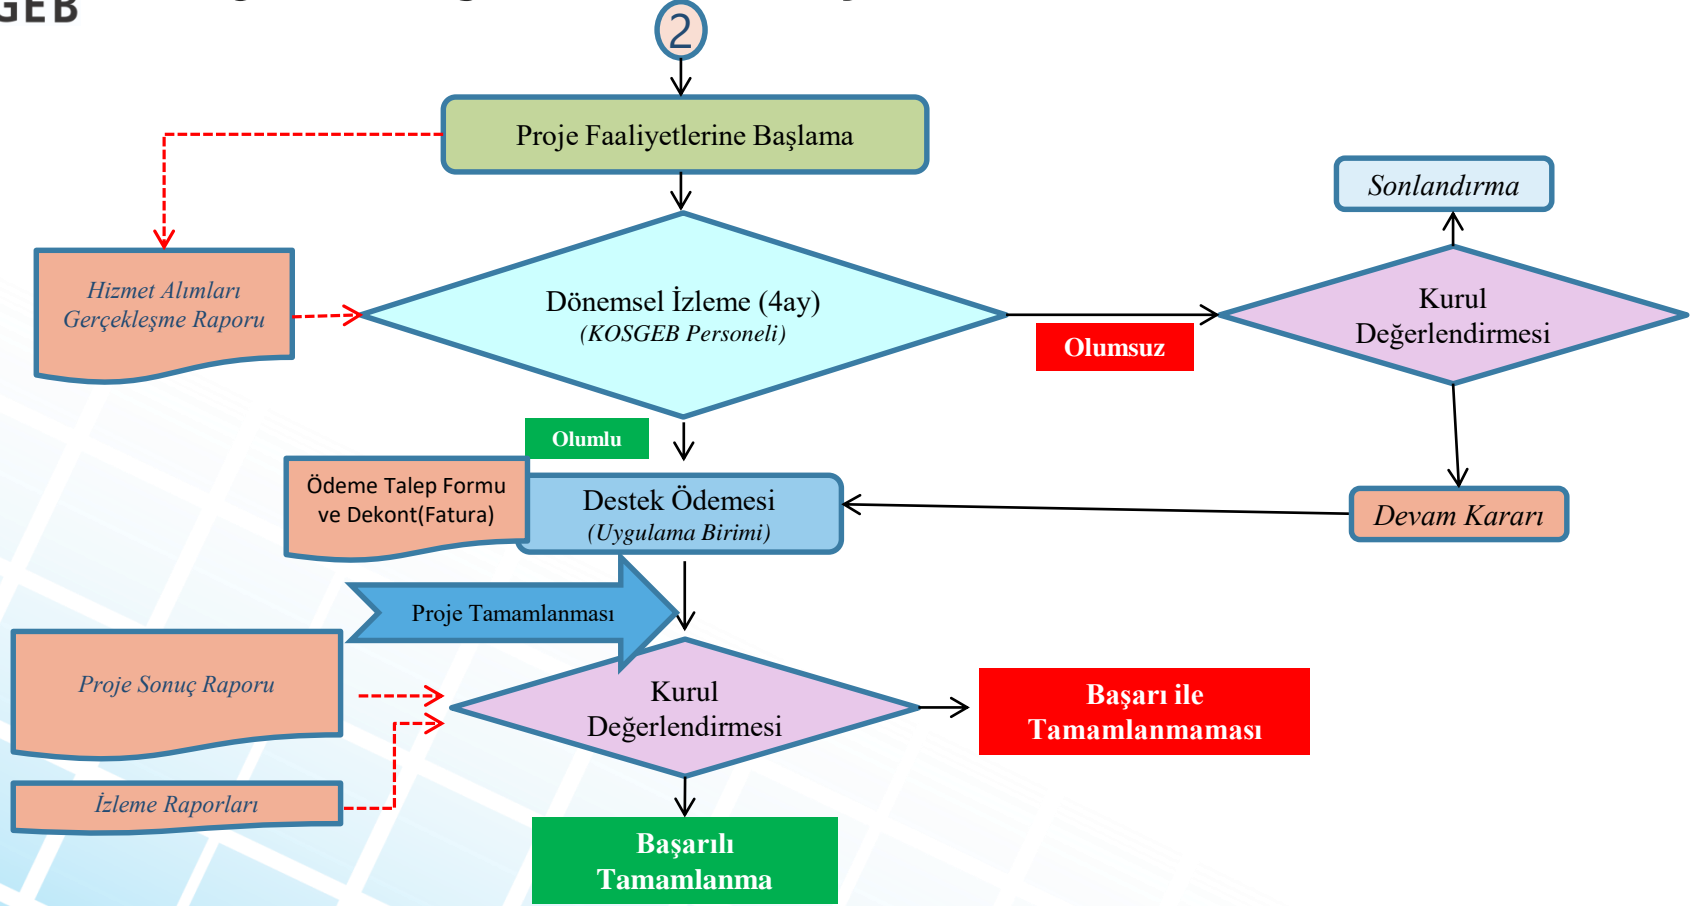 GEB
2
Proje Faaliyetlerine Başlama
Sonlandırma
Hizmet Alımları
Gerçekleşme Raporu
Dönemsel İzleme (4ay)
(KOSGEB Personeli)
Kurul
Değerlendirmesi
Olumsuz
Olumlu
Ödeme Talep Formu
ve Dekont(Fatura)
Destek Ödemesi
(Uygulama Birimi)
Devam Kararı
Proje Tamamlanması
Proje Sonuç Raporu
Kurul
Değerlendirmesi
Başarı ile
Tamamlanmaması
İzleme Raporları
Başarılı
Tamamlanma